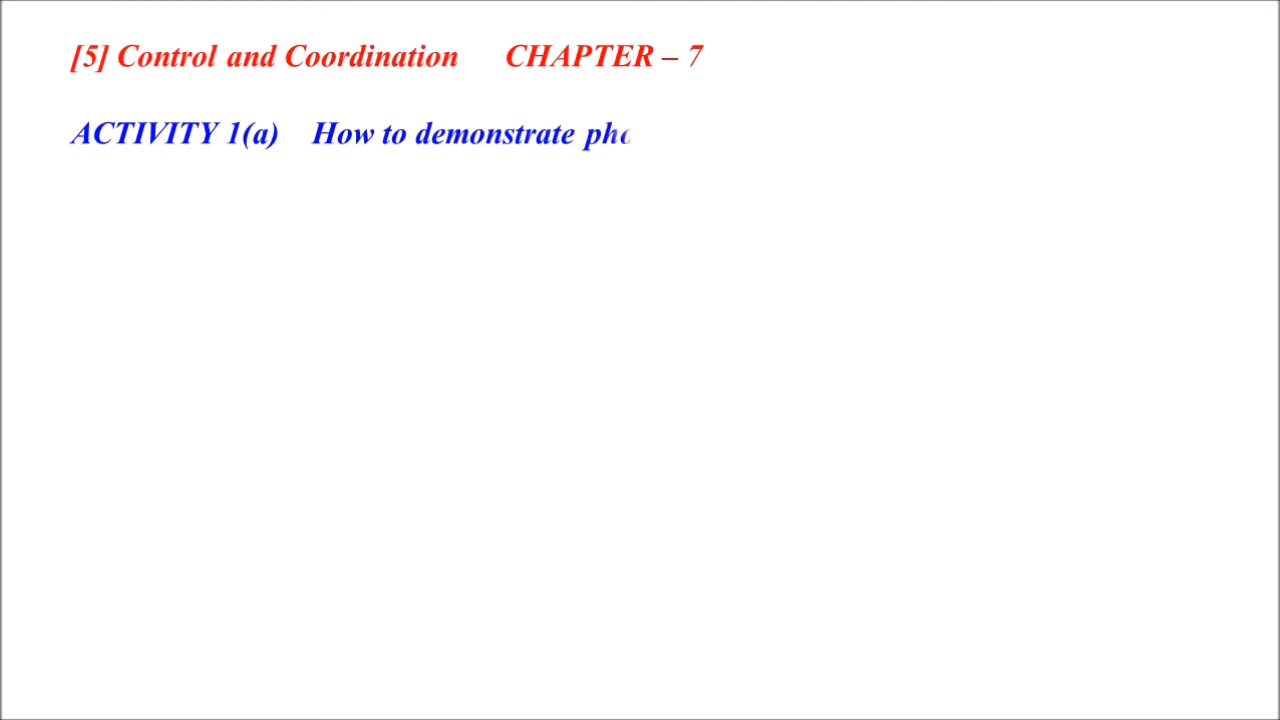 [5] Control and Coordination CHAPTER – 7
ACTIVITY 1(a) How to demonstrate